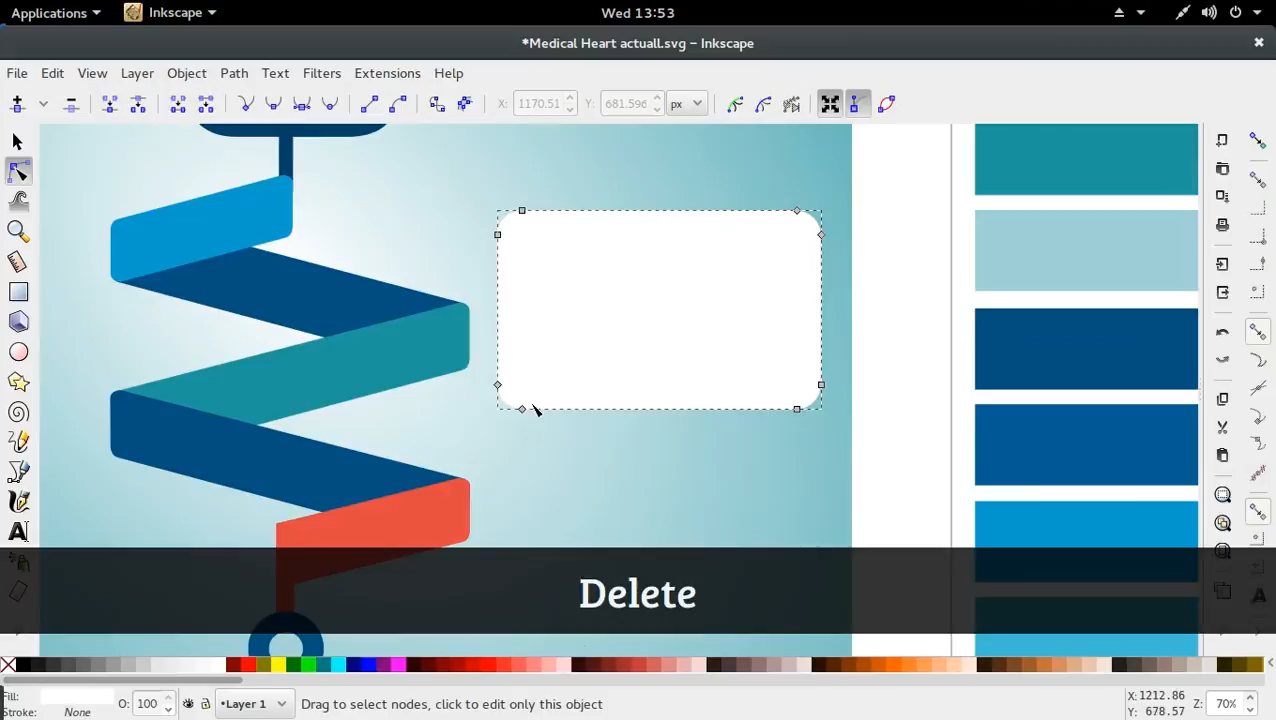 Applications Inkscape Wed 13:53
*Medical Heart actuall.svg – Inkscape
File Edit View Layer Object Path Text Filters Extensions Help
X: 1170.51 Y: 681.596 px
Delete
Fill:
Stroke: None O: 100 •Layer 1 Drag to select nodes, click to edit only this object X: 1212.86 Y: 678.57 Z: 70%